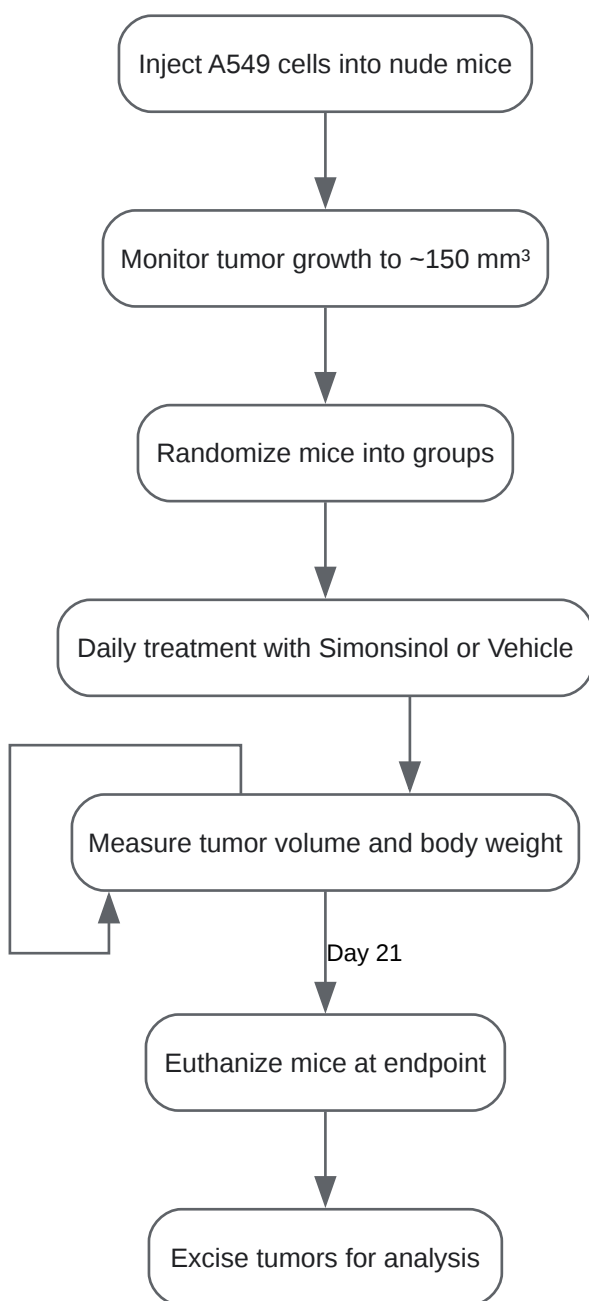 Inject A549 cells into nude mice
Monitor tumor growth to ~150 mm³
Randomize mice into groups
Daily treatment with Simonsinol or Vehicle
Measure tumor volume and body weight
Day 21
Euthanize mice at endpoint
Excise tumors for analysis